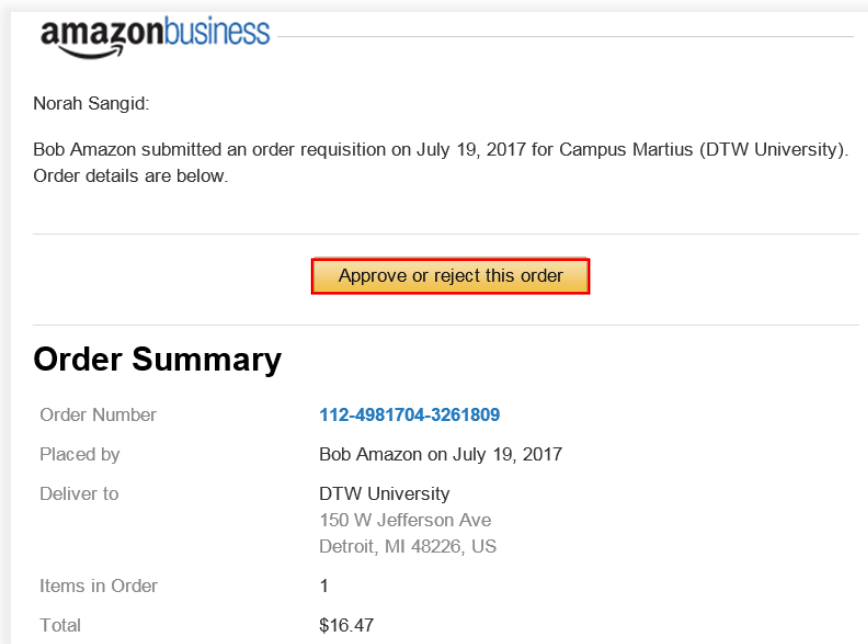 amazonbusiness
Norah Sangid:
Bob Amazon submitted an order requisition on July 19, 2017 for Campus Martius (DTW University).
Order details are below.
Approve or reject this order
Order Summary
Order Number 112-4981704-3261809
Placed by Bob Amazon on July 19, 2017
Deliver to DTW University
150 W Jefferson Ave
Detroit, MI 48226, US
Items in Order 1
Total $16.47